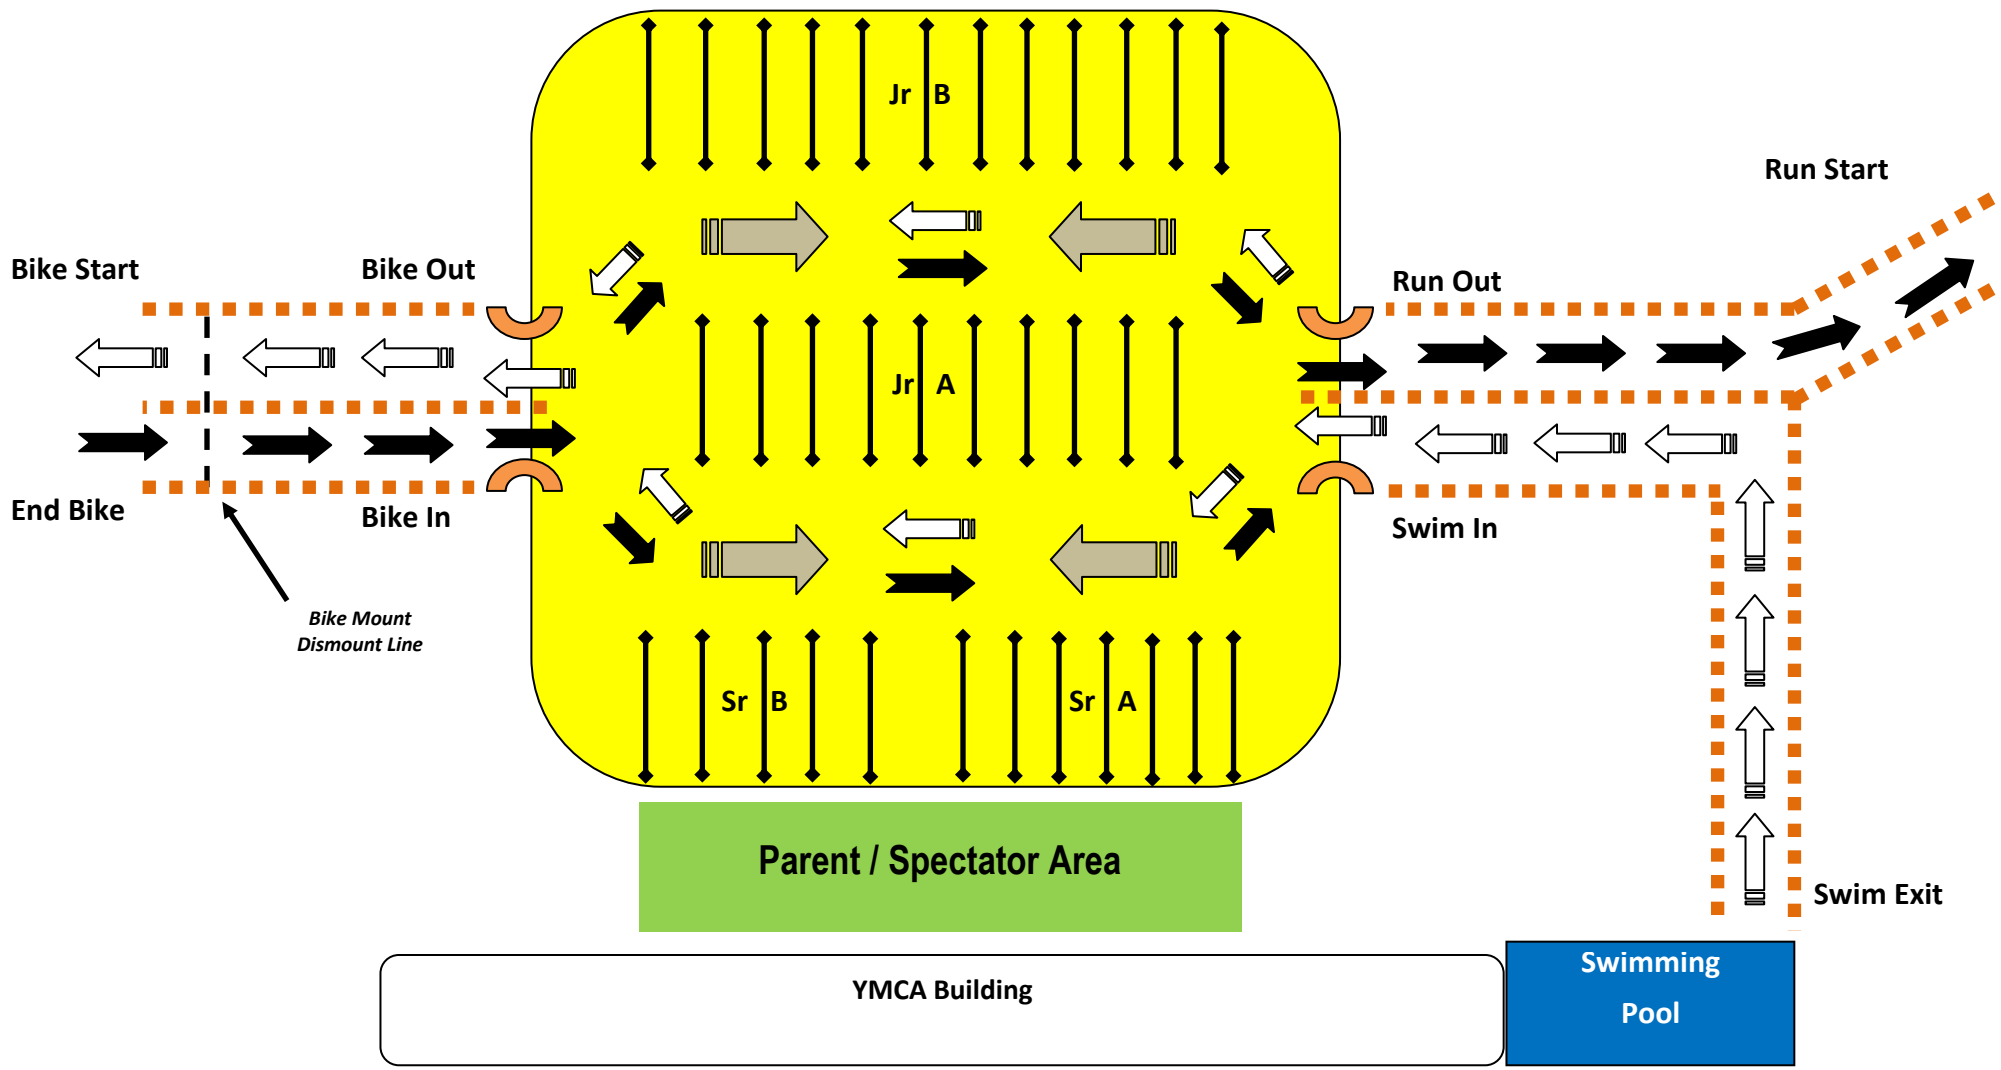 Jr B
Run Start
Bike Start
Bike Out
Run Out
Jr A
End Bike
Bike In
Swim In
Bike Mount
Dismount Line
Sr B
Sr A
Parent / Spectator Area
Swim Exit
Swimming
Pool
YMCA Building